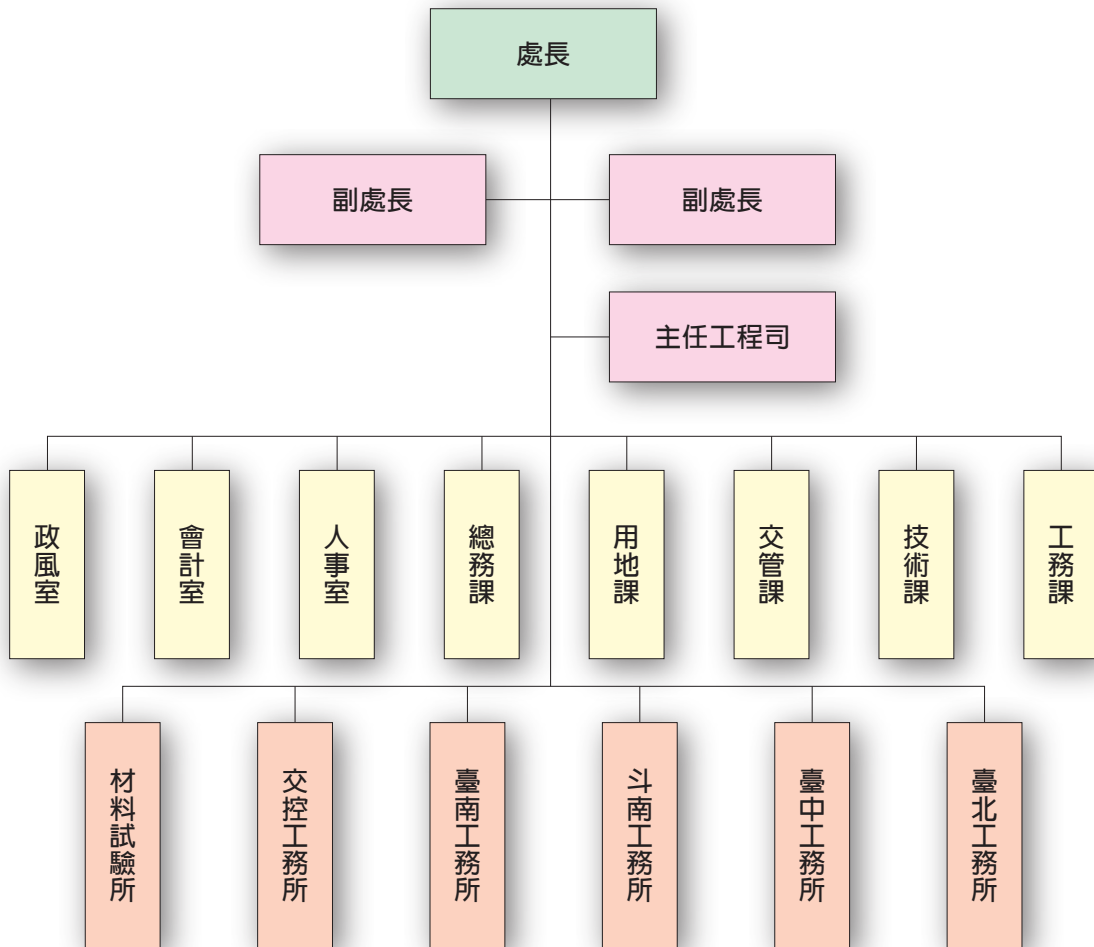 處長
副處長
副處長
主任工程司
政風室
會計室
人事室
總務課
用地課
交管課
技術課
工務課
材料試驗所
交控工務所
臺南工務所
斗南工務所
臺中工務所
臺北工務所